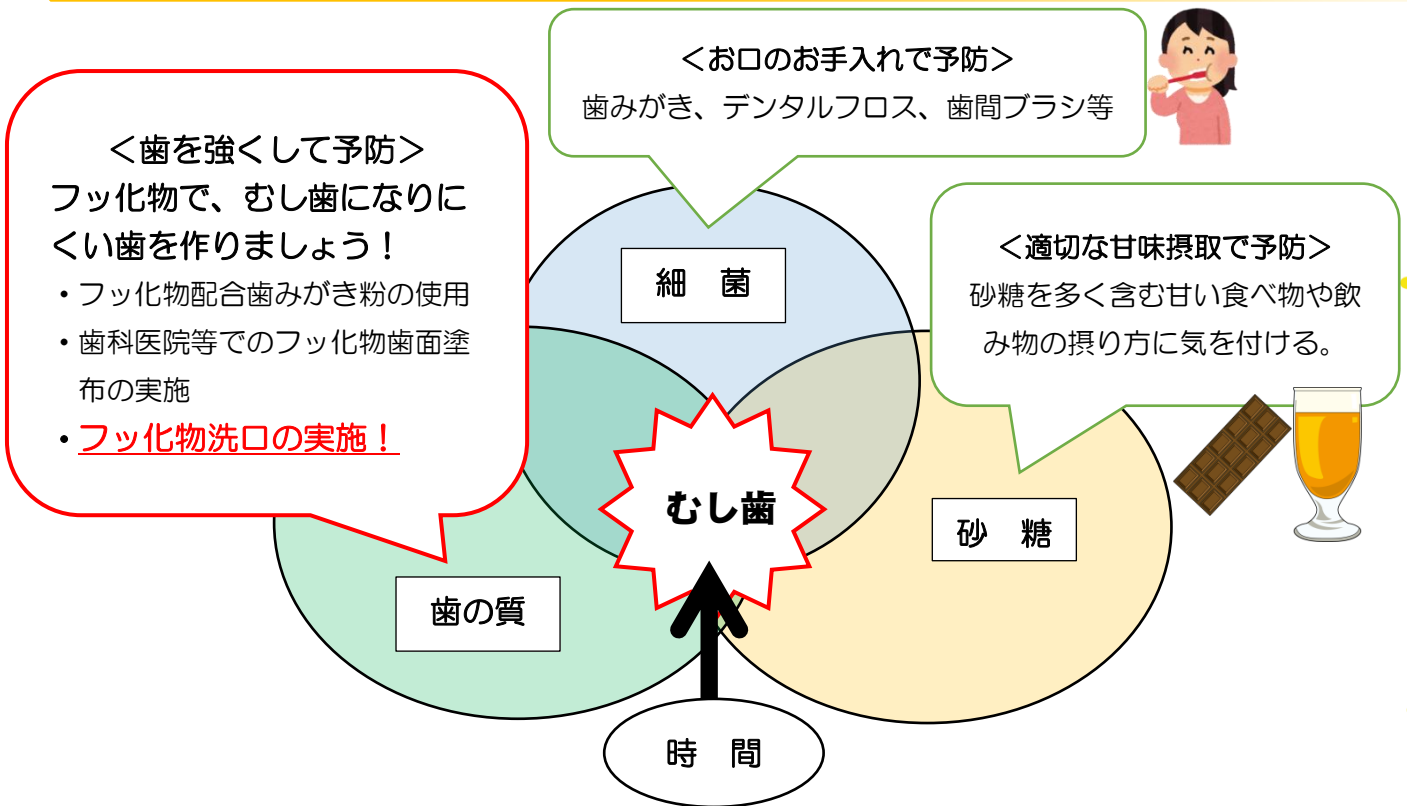 ＜お口のお手入れで予防＞
歯みがき、デンタルフロス、歯間ブラシ等
＜歯を強くして予防＞
フッ化物で、むし歯になりに
くい歯を作りましょう！
・フッ化物配合歯みがき粉の使用
・歯科医院等でのフッ化物歯面塗
布の実施
・フッ化物洗口の実施！
＜適切な甘味摂取で予防＞
砂糖を多く含む甘い食べ物や飲
み物の摂り方に気を付ける。
細　菌
むし歯
砂　糖
歯の質
時　間